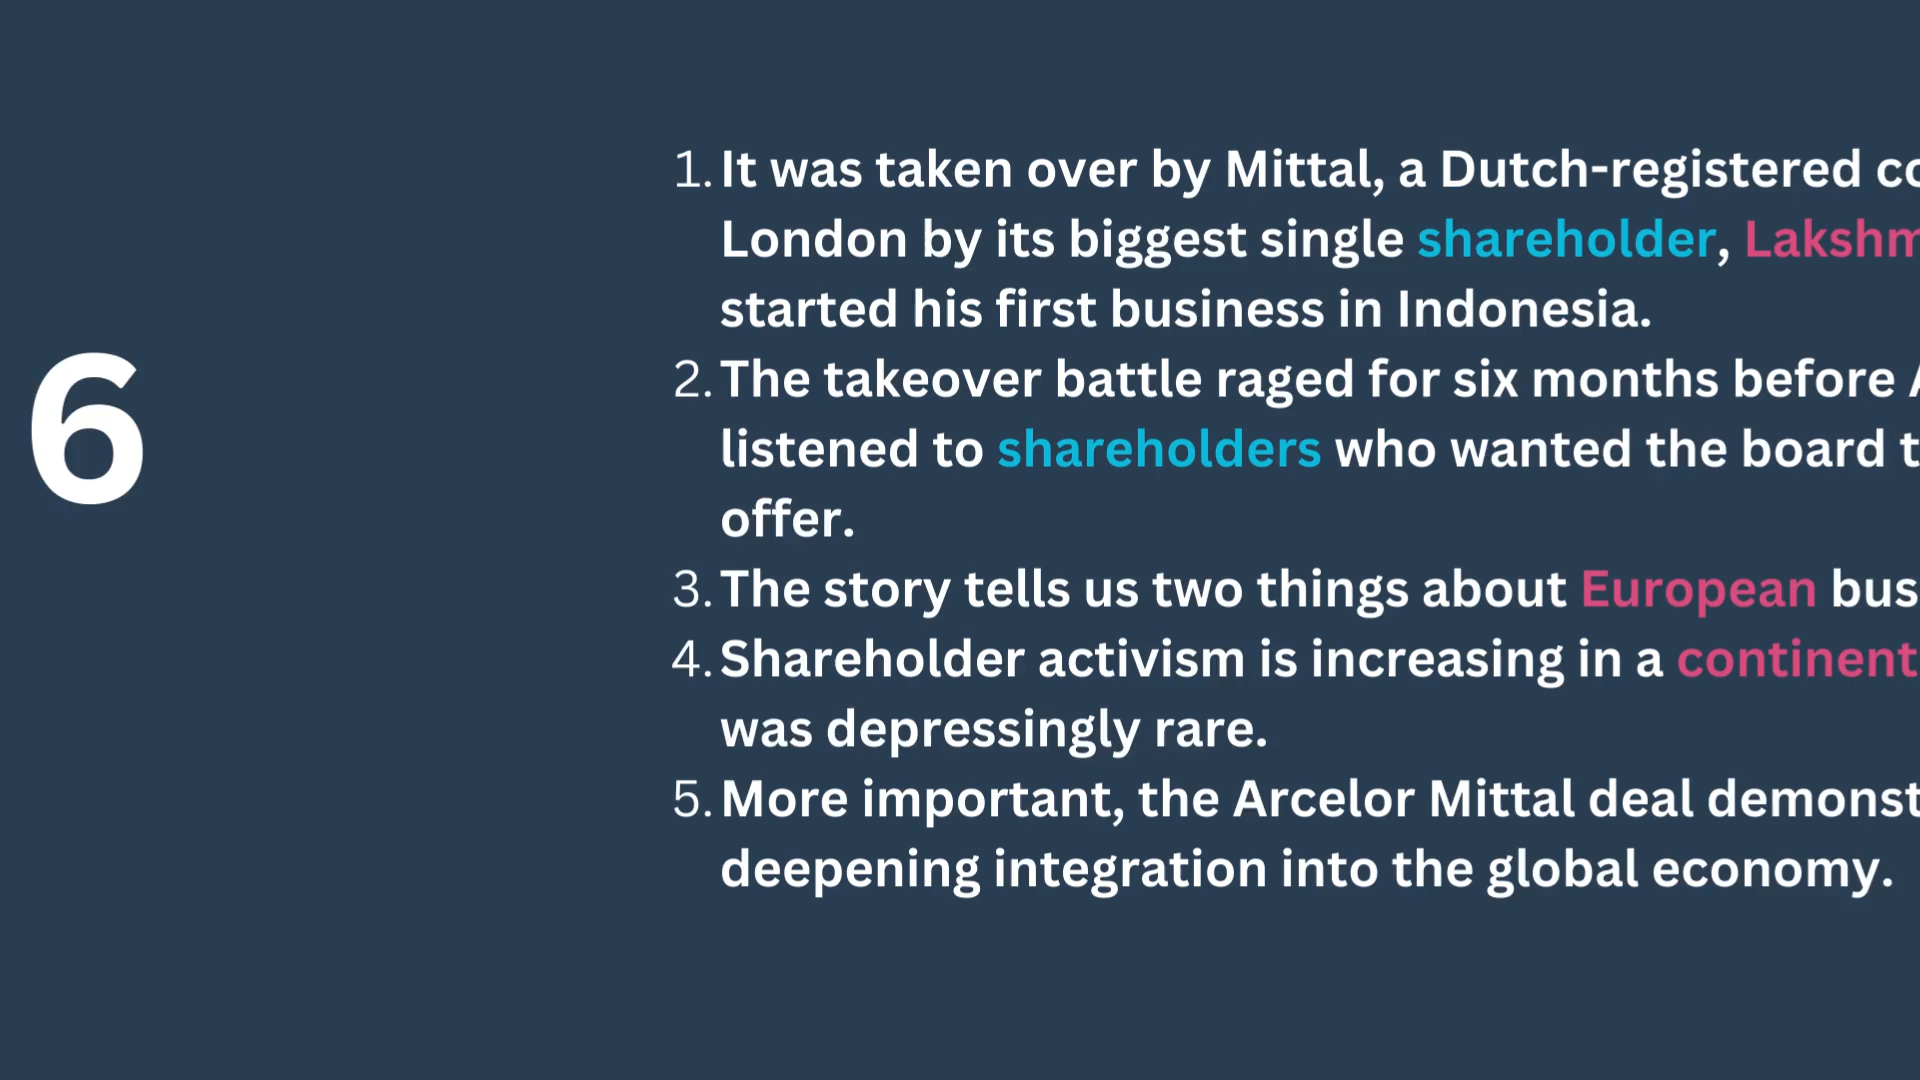 6
1. It was taken over by Mittal, a Dutch-registered
London by its biggest single shareholder,
started his first business in Indonesia.
2. The takeover battle raged for six months before
listened to shareholders who wanted the board
offer.
3. The story tells us two things about European
4. Shareholder activism is increasing in a continent
was depressingly rare.
5. More important, the Arcelor Mittal deal
deepening integration into the global economy.